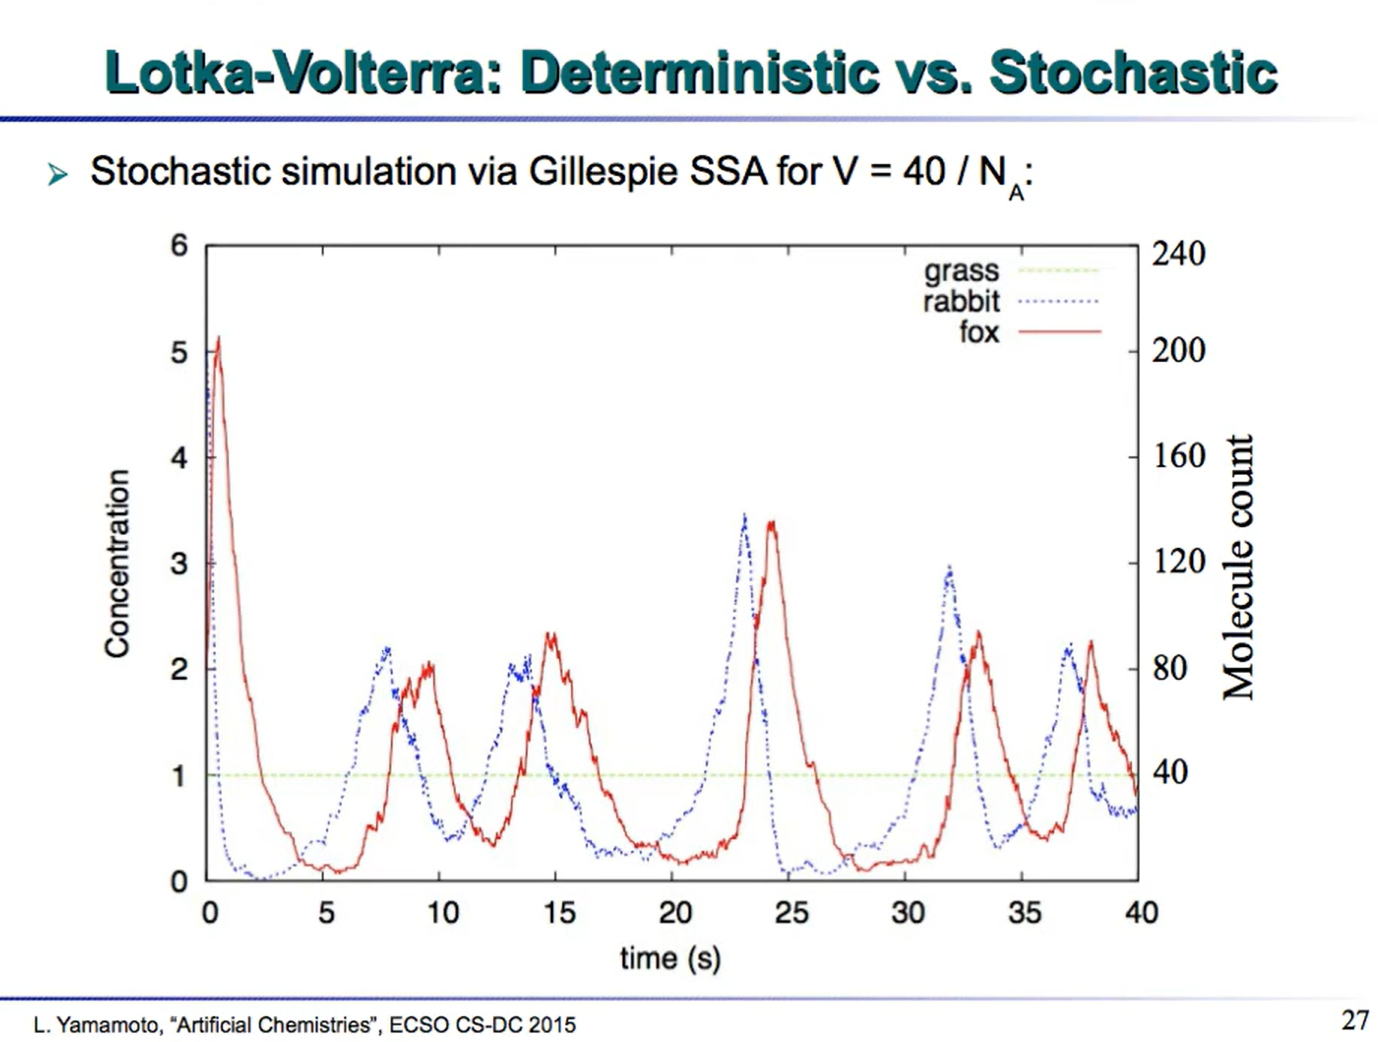 Lotka-Volterra: Deterministic vs. Stochastic
➢ Stochastic simulation via Gillespie SSA for V = 40 / N_A:
6 240
grass
rabbit
fox
5 200
4 160
3 120
2 80
1 40
0
Concentration
Molecule count
0 5 10 15 20 25 30 35 40
time (s)
L. Yamamoto, “Artificial Chemistries”, ECSO CS-DC 2015
27